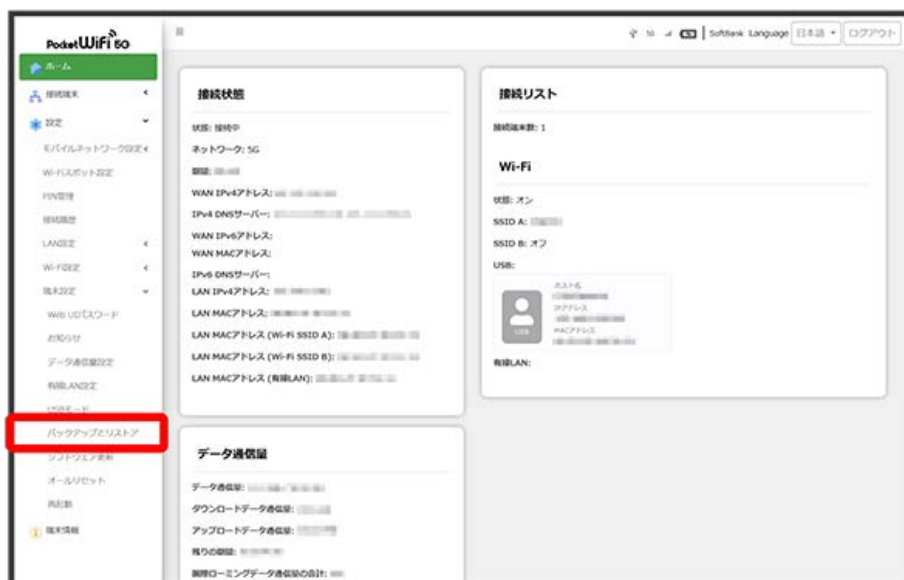 PocketWiFi 5G
ホーム
接続端末
設定
モバイルネットワーク設定
Wi-Fiスポット設定
PIN管理
接続履歴
LAN設定
Wi-Fi設定
端末設定
Web UIパスワード
お知らせ
データ通信量設定
有線LAN設定
USBモード
バックアップとリストア
ソフトウェア更新
オールリセット
再起動
端末情報
5G
SoftBank Language 日本語 ログアウト
接続状態
状態: 接続中
ネットワーク: 5G
期間:
WAN IPv4アドレス:
IPv4 DNSサーバー:
WAN IPv6アドレス:
WAN MACアドレス:
IPv6 DNSサーバー:
LAN IPv4アドレス:
LAN MACアドレス:
LAN MACアドレス (Wi-Fi SSID A):
LAN MACアドレス (Wi-Fi SSID B):
LAN MACアドレス (有線LAN):
接続リスト
接続端末数: 1
Wi-Fi
状態: オン
SSID A:
SSID B: オフ
USB:
USB
ホスト名
IPアドレス
MACアドレス
有線LAN:
データ通信量
データ通信量:
ダウンロードデータ通信量:
アップロードデータ通信量:
残りの期間:
国際ローミングデータ通信量の合計: